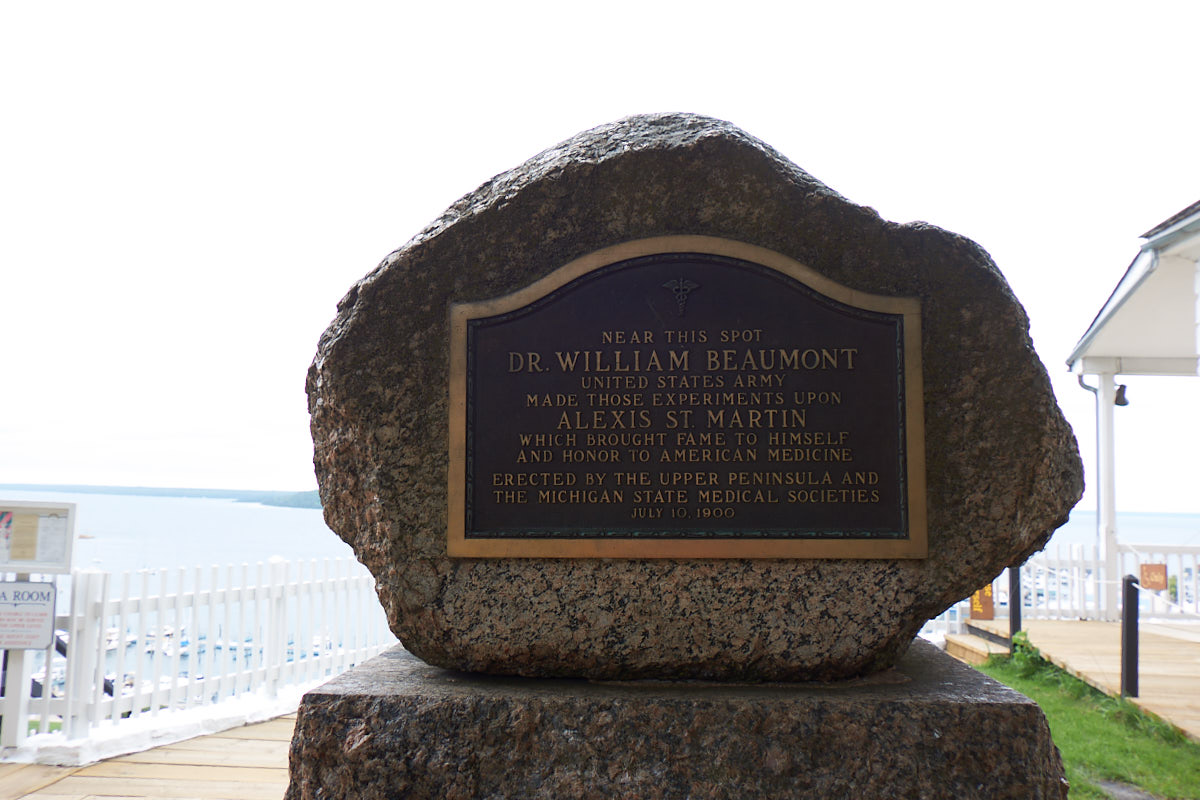 NEAR THIS SPOT
DR. WILLIAM BEAUMONT
UNITED STATES ARMY
MADE THOSE EXPERIMENTS UPON
ALEXIS ST. MARTIN
WHICH BROUGHT FAME TO HIMSELF
AND HONOR TO AMERICAN MEDICINE
ERECTED BY THE UPPER PENINSULA AND
THE MICHIGAN STATE MEDICAL SOCIETIES
JULY 10, 1900
A ROOM